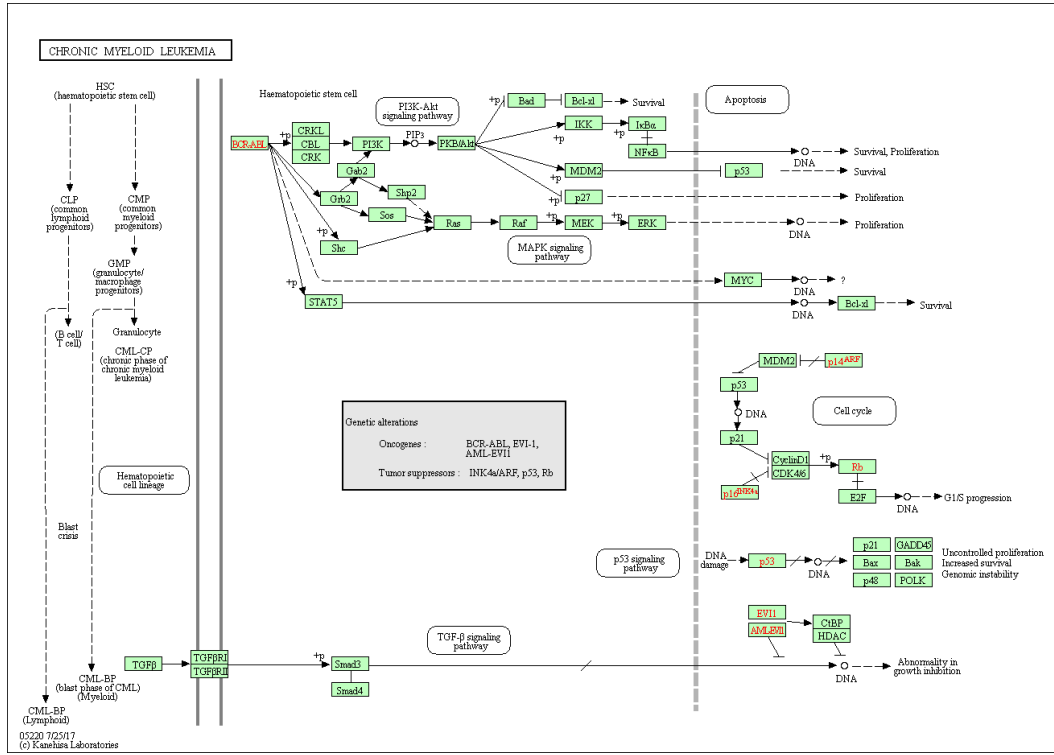 CHRONIC MYELOID LEUKEMIA
HSC
(haematopoietic stem cell)
CLP
(common
lymphoid
progenitors)
CMP
(common
myeloid
progenitors)
GMP
(granulocyte/
macrophage
progenitors)
(B cell/
T cell)
Granulocyte
CML-CP
(chronic phase of
chronic myeloid
leukemia)
Hematopoietic
cell lineage
Blast
crisis
CML-BP
(blast phase of CML)
(Myeloid)
CML-BP
(Lymphoid)
05220 7/25/17
(c) Kanehisa Laboratories
Haematopoietic stem cell
PI3K-Akt
signaling pathway
Apoptosis
BCR-ABL
+p
CRKL
CBL
CRK
PI3K
PIP3
+p
PKB/Akt
+p
Bad
Bcl-xl
Survival
+p
IKK
+p
IκBα
NFκB
DNA
Survival, Proliferation
+p
MDM2
p53
Survival
+p
p27
Proliferation
Gab2
Grb2
Shp2
Sos
+p
Shc
Ras
Raf
+p
MEK
+p
ERK
DNA
Proliferation
MAPK signaling
pathway
MYC
DNA
?
+p
STAT5
DNA
Bcl-xl
Survival
MDM2
p14ARF
p53
DNA
Cell cycle
p21
CyclinD1
CDK4/6
+p
Rb
p16INK4a
E2F
DNA
G1/S progression
Genetic alterations
Oncogenes : BCR-ABL, EVI-1,
AML-EVI1
Tumor suppressors : INK4a/ARF, p53, Rb
p53 signaling
pathway
DNA
damage
p53
DNA
p21
GADD45
Bax
Bak
p48
POLK
Uncontrolled proliferation
Increased survival
Genomic instability
EVI1
AML-EVI1
CtBP
HDAC
TGF-β signaling
pathway
TGFβ
TGFβRI
TGFβRII
+p
Smad3
Smad4
DNA
Abnormality in
growth inhibition